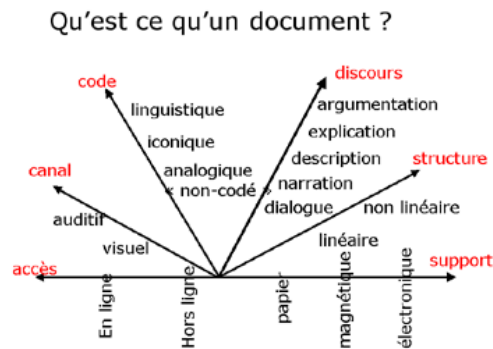 Qu'est ce qu'un document ?
code
discours
linguistique
argumentation
iconique
explication
analogique
description
structure
canal
« non-codé »
narration
auditif
dialogue
non linéaire
visuel
linéaire
accès
support
En ligne
Hors ligne
papier
magnétique
électronique